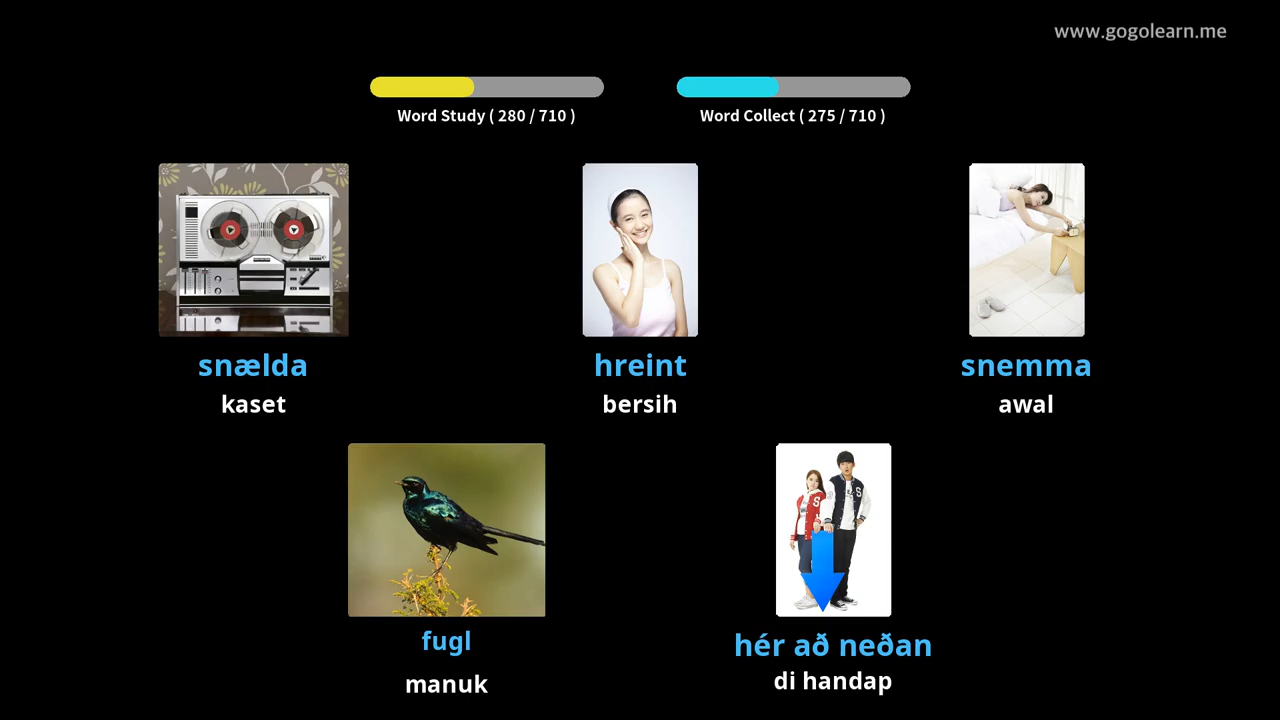 www.gogolearn.me
Word Study ( 280 / 710 )
Word Collect ( 275 / 710 )
snælda
kaset
hreint
bersih
snemma
awal
fugl
manuk
hér að neðan
di handap